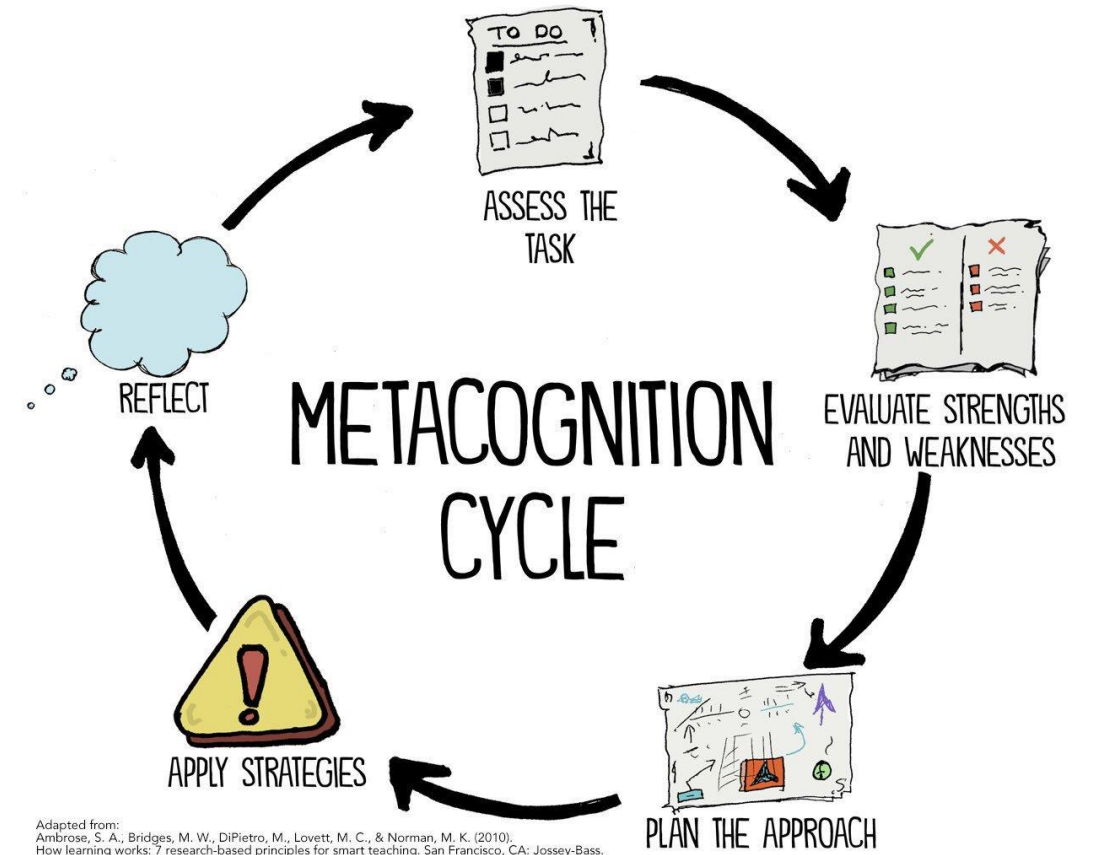 TO DO
ASSESS THE
TASK
EVALUATE STRENGTHS
AND WEAKNESSES
REFLECT
METACOGNITION
CYCLE
APPLY STRATEGIES
PLAN THE APPROACH
Adapted from:
Ambrose, S. A., Bridges, M. W., DiPietro, M., Lovett, M. C., & Norman, M. K. (2010).
How learning works: 7 research-based principles for smart teaching. San Francisco, CA: Jossey-Bass.